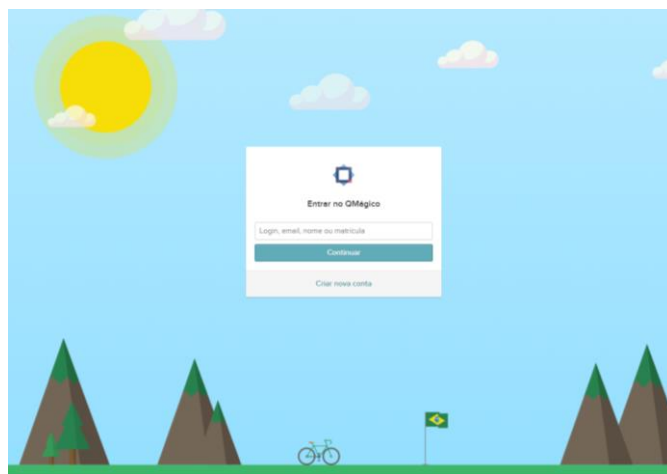 Entrar no QMágico
Login, email, nome ou matrícula
Continuar
Criar nova conta